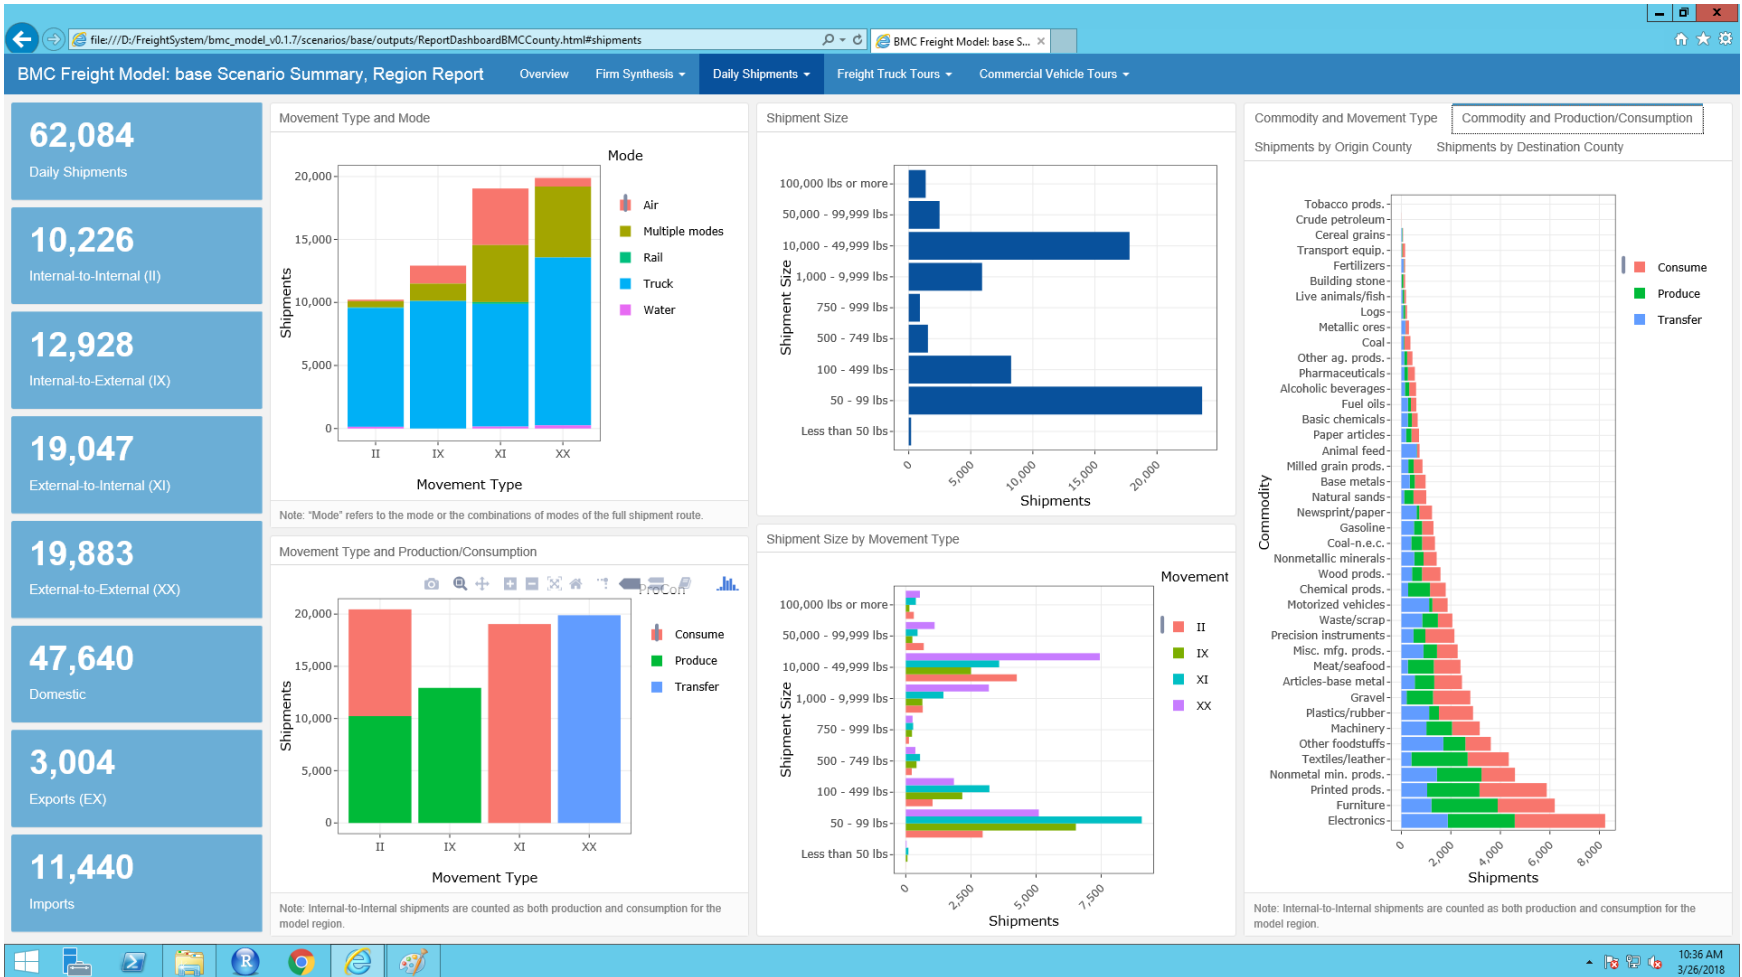 file:///D:/FreightSystem/bmc_model_v0.1.7/scenarios/base/outputs/ReportDashboardBMCCounty.html#shipments
BMC Freight Model: base S...
BMC Freight Model: base Scenario Summary, Region Report
Overview
Firm Synthesis
Daily Shipments
Freight Truck Tours
Commercial Vehicle Tours
62,084
Daily Shipments
10,226
Internal-to-Internal (II)
12,928
Internal-to-External (IX)
19,047
External-to-Internal (XI)
19,883
External-to-External (XX)
47,640
Domestic
3,004
Exports (EX)
11,440
Imports
Movement Type and Mode
Mode
Air
Multiple modes
Rail
Truck
Water
20,000
15,000
10,000
5,000
0
Shipments
II
IX
XI
XX
Movement Type
Note: "Mode" refers to the mode or the combinations of modes of the full shipment route.
Movement Type and Production/Consumption
ProCon
Consume
Produce
Transfer
20,000
15,000
10,000
5,000
0
Shipments
II
IX
XI
XX
Movement Type
Note: Internal-to-Internal shipments are counted as both production and consumption for the
model region.
Shipment Size
100,000 lbs or more
50,000 - 99,999 lbs
10,000 - 49,999 lbs
1,000 - 9,999 lbs
750 - 999 lbs
500 - 749 lbs
100 - 499 lbs
50 - 99 lbs
Less than 50 lbs
Shipment Size
0
5,000
10,000
15,000
20,000
Shipments
Shipment Size by Movement Type
Movement
II
IX
XI
XX
100,000 lbs or more
50,000 - 99,999 lbs
10,000 - 49,999 lbs
1,000 - 9,999 lbs
750 - 999 lbs
500 - 749 lbs
100 - 499 lbs
50 - 99 lbs
Less than 50 lbs
Shipment Size
0
2,500
5,000
7,500
Shipments
Commodity and Movement Type
Commodity and Production/Consumption
Shipments by Origin County
Shipments by Destination County
Tobacco prods.
Crude petroleum
Cereal grains
Transport equip.
Fertilizers
Building stone
Live animals/fish
Logs
Metallic ores
Coal
Other ag. prods.
Pharmaceuticals
Alcoholic beverages
Fuel oils
Basic chemicals
Paper articles
Animal feed
Milled grain prods.
Base metals
Natural sands
Newsprint/paper
Gasoline
Coal-n.e.c.
Nonmetallic minerals
Wood prods.
Chemical prods.
Motorized vehicles
Waste/scrap
Precision instruments
Misc. mfg. prods.
Meat/seafood
Articles-base metal
Gravel
Plastics/rubber
Machinery
Other foodstuffs
Textiles/leather
Nonmetal min. prods.
Printed prods.
Furniture
Electronics
Commodity
0
2,000
4,000
6,000
8,000
Shipments
Consume
Produce
Transfer
Note: Internal-to-Internal shipments are counted as both production and consumption for the
model region.
10:36 AM
3/26/2018